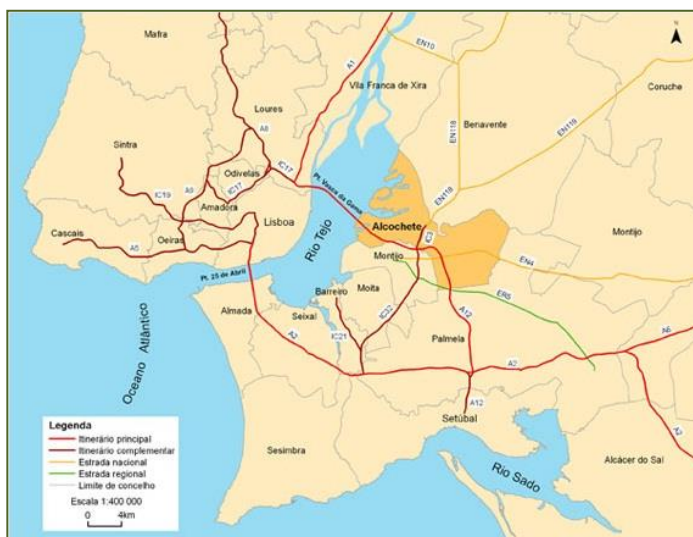 Mafra
EN10
N
A1
Vila Franca de Xira
Coruche
Loures
EN118
Benavente
EN119
Sintra
A8
IC17
Odivelas
IC17
A9
IC19
Amadora
Pt. Vasco da Gama
EN118
Cascais
Lisboa
Alcochete
IC3
Oeiras
A5
Rio Tejo
Montijo
Montijo
EN4
Pt. 25 de Abril
Barreiro
Moita
ER5
Almada
Seixal
IC32
A12
Oceano Atlântico
A2
IC21
Palmela
A6
A2
A12
Setúbal
A2
Legenda
Itinerário principal
Itinerário complementar
Estrada nacional
Estrada regional
Limite de concelho
Escala 1:400 000
0 4km
Sesimbra
Rio Sado
Alcácer do Sal